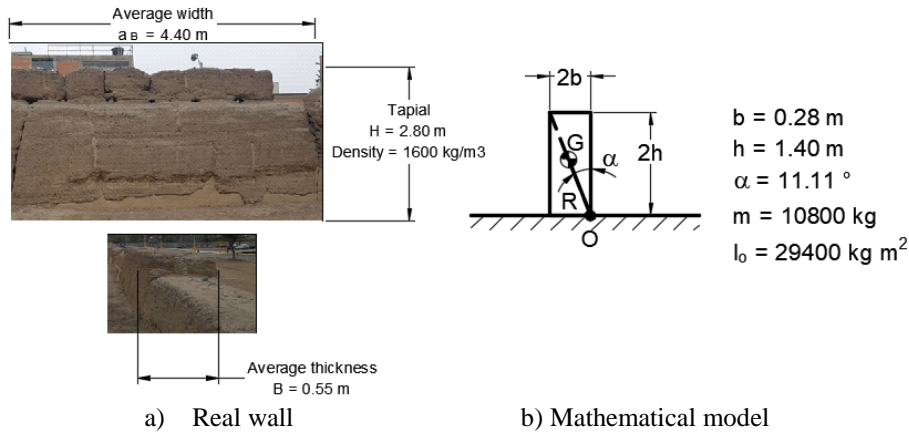 Average width
aB = 4.40 m
Tapial
H = 2.80 m
Density = 1600 kg/m3
Average thickness
B = 0.55 m
a) Real wall
2b
G
α
2h
R
O
b = 0.28 m
h = 1.40 m
α = 11.11 °
m = 10800 kg
Io = 29400 kg m²
b) Mathematical model